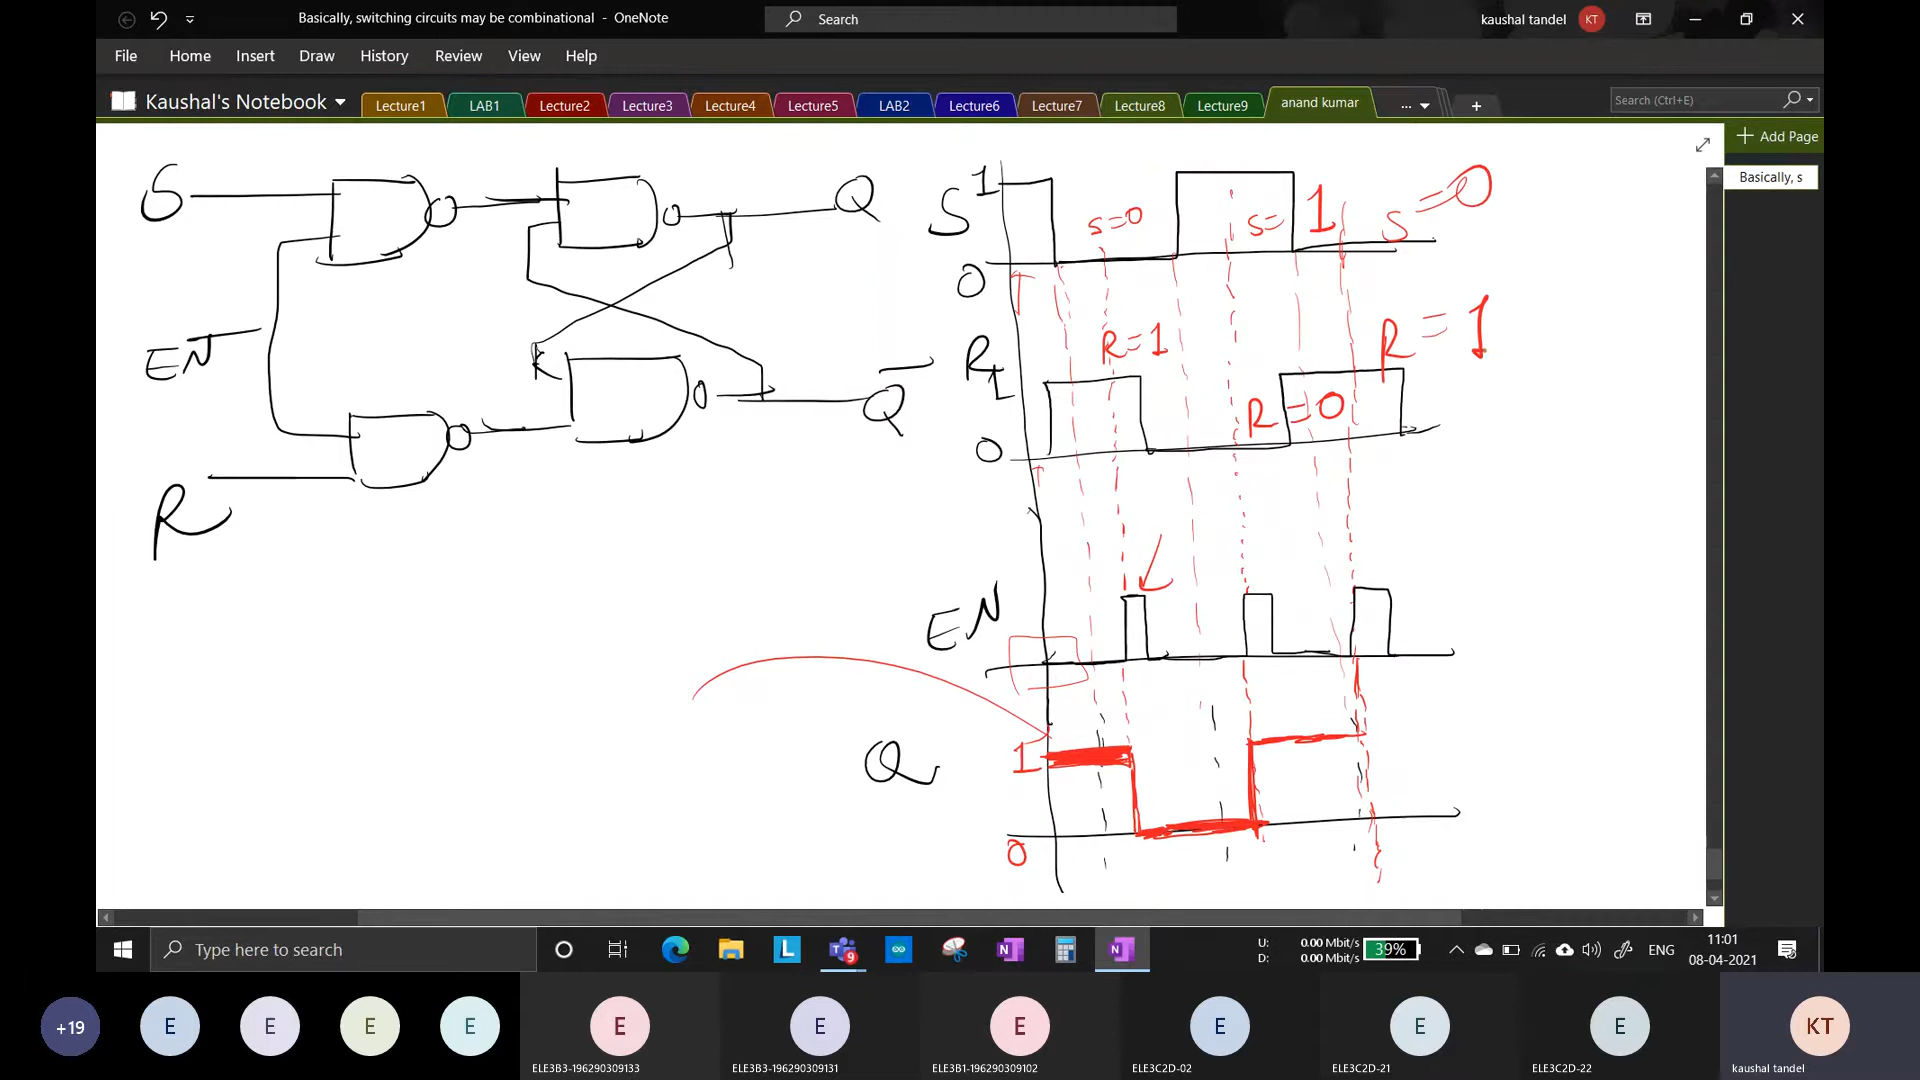 Basically, switching circuits may be combinational - OneNote
Search
kaushal tandel
KT
File Home Insert Draw History Review View Help
Kaushal's Notebook
Lecture1 LAB1 Lecture2 Lecture3 Lecture4 Lecture5 LAB2 Lecture6 Lecture7 Lecture8 Lecture9 anand kumar ...
Search (Ctrl+E)
Add Page
Basically, s
S
Q
EN
Q
R
S 1
0
S=0
S=1
S=0
R 1
0
R=1
R=0
R=1
EN
Q
1
0
Type here to search
L
9
U: 0.00 Mbit/s
D: 0.00 Mbit/s
39%
ENG
11:01
08-04-2021
+19
E E E E E E E E E E KT
ELE3B3-196290309133
ELE3B3-196290309131
ELE3B1-196290309102
ELE3C2D-02
ELE3C2D-21
ELE3C2D-22
kaushal tandel